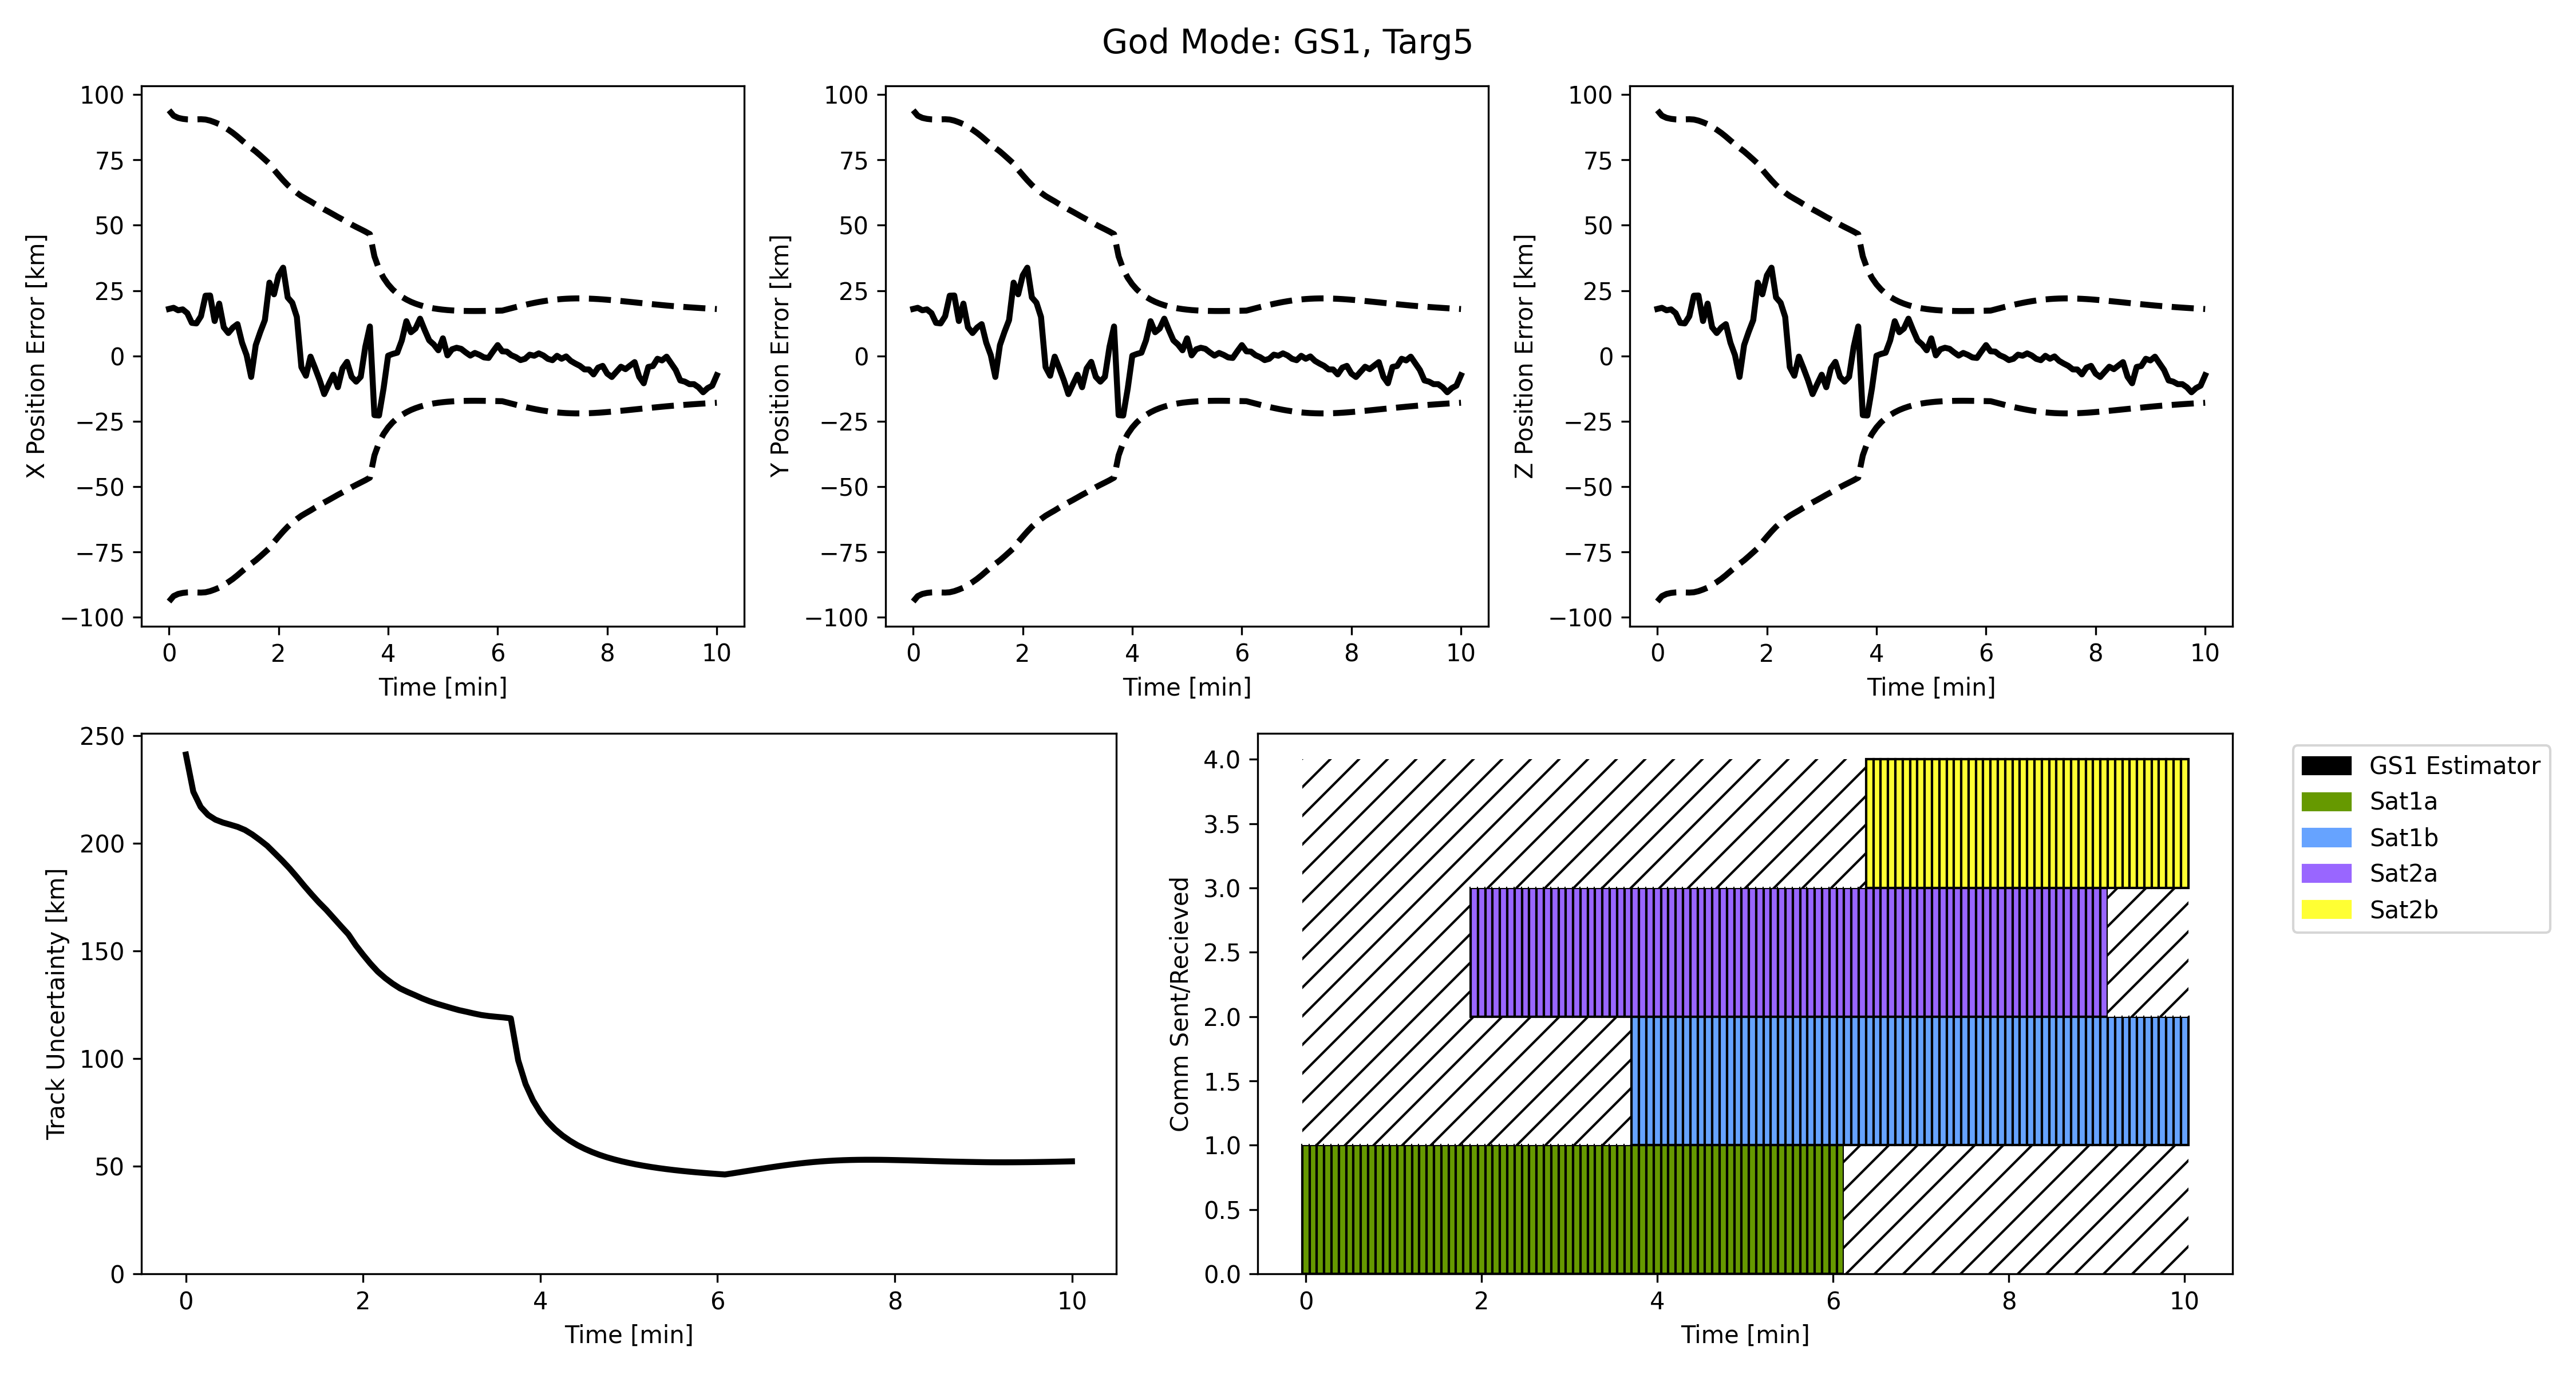 God Mode: GS1, Targ5
X Position Error [km]
100
75
50
25
0
−25
−50
−75
−100
0 2 4 6 8 10
Time [min]
Y Position Error [km]
100
75
50
25
0
−25
−50
−75
−100
0 2 4 6 8 10
Time [min]
Z Position Error [km]
100
75
50
25
0
−25
−50
−75
−100
0 2 4 6 8 10
Time [min]
Track Uncertainty [km]
250
200
150
100
50
0
0 2 4 6 8 10
Time [min]
Comm Sent/Recieved
4.0
3.5
3.0
2.5
2.0
1.5
1.0
0.5
0.0
0 2 4 6 8 10
Time [min]
GS1 Estimator
Sat1a
Sat1b
Sat2a
Sat2b